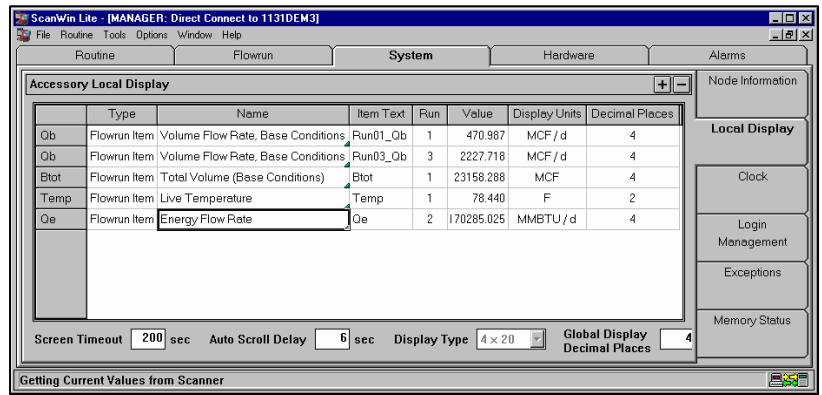 ScanWin Lite - [MANAGER: Direct Connect to 1131DEM3]
File Routine Tools Options Window Help
Routine Flowrun System Hardware Alarms
Accessory Local Display + − Node Information
Type Name Item Text Run Value Display Units Decimal Places
Local Display
Qb Flowrun Item Volume Flow Rate, Base Conditions Run01_Qb 1 470.987 MCF / d 4
Qb Flowrun Item Volume Flow Rate, Base Conditions Run03_Qb 3 2227.718 MCF / d 4
Btot Flowrun Item Total Volume (Base Conditions) Btot 1 23158.288 MCF 4
Clock
Temp Flowrun Item Live Temperature Temp 1 78.440 F 2
Qe Flowrun Item Energy Flow Rate Qe 2 170285.025 MMBTU / d 4
Login
Management
Exceptions
Memory Status
Screen Timeout 200 sec Auto Scroll Delay 6 sec Display Type 4 × 20 Global Display
Decimal Places 4
Getting Current Values from Scanner